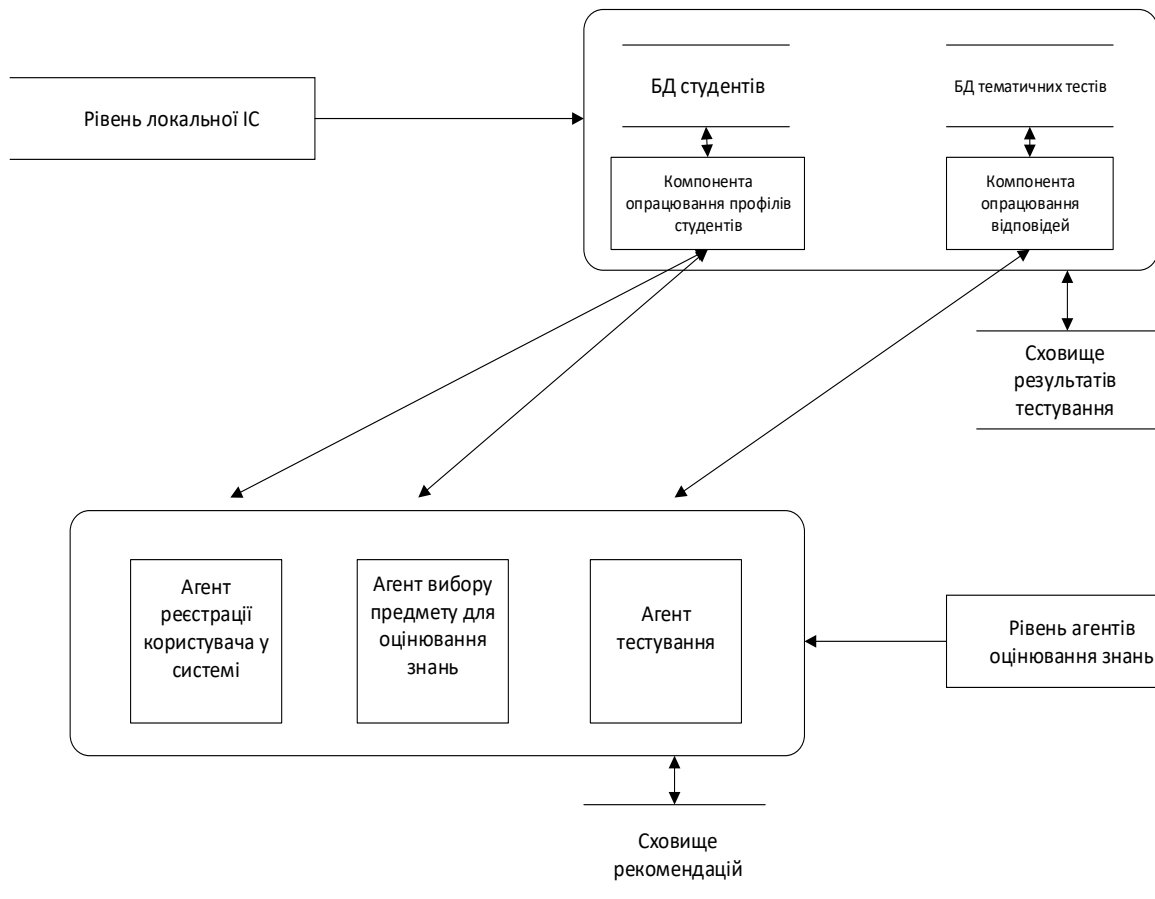 БД студентів
БД тематичних тестів
Рівень локальної ІС
Компонента
опрацювання профілів
студентів
Компонента
опрацювання
відповідей
Сховище
результатів
тестування
Агент
реєстрації
користувача у
системі
Агент вибору
предмету для
оцінювання
знань
Агент
тестування
Рівень агентів
оцінювання знань
Сховище
рекомендацій